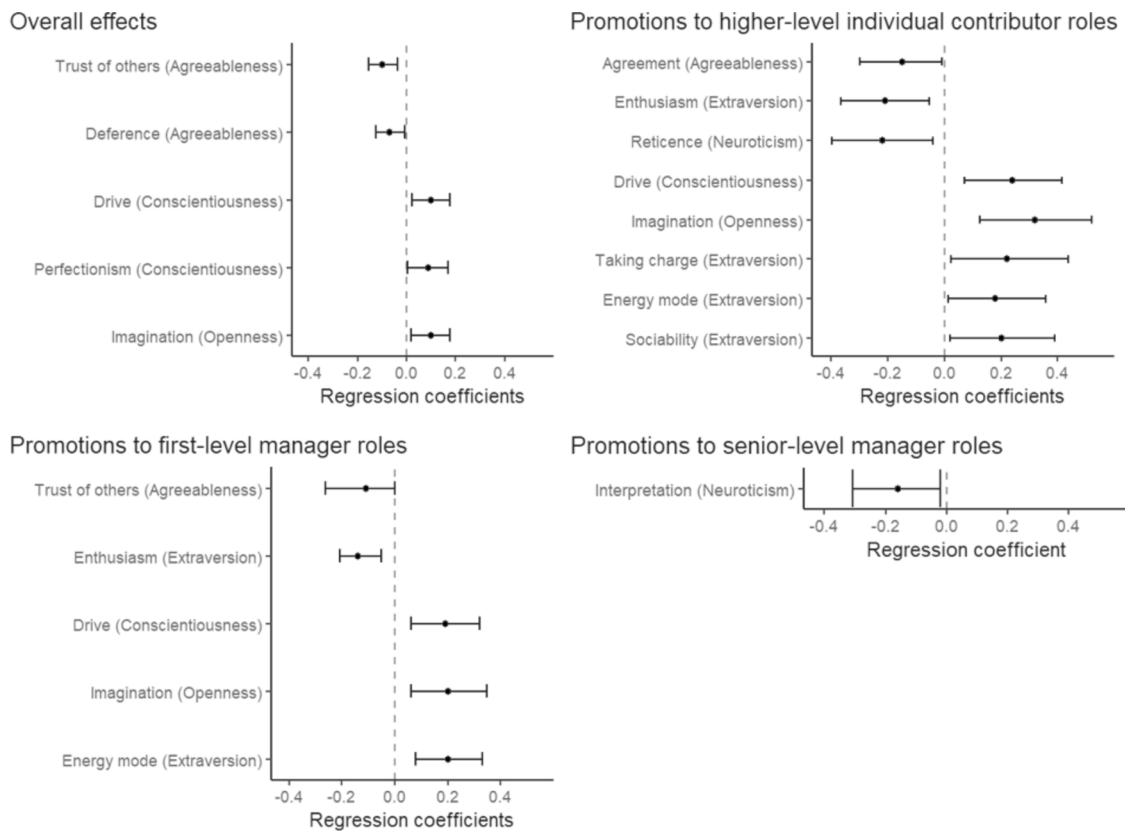 Overall effects
Trust of others (Agreeableness)
Deference (Agreeableness)
Drive (Conscientiousness)
Perfectionism (Conscientiousness)
Imagination (Openness)
-0.4 -0.2 0.0 0.2 0.4
Regression coefficients
Promotions to higher-level individual contributor roles
Agreement (Agreeableness)
Enthusiasm (Extraversion)
Reticence (Neuroticism)
Drive (Conscientiousness)
Imagination (Openness)
Taking charge (Extraversion)
Energy mode (Extraversion)
Sociability (Extraversion)
-0.4 -0.2 0.0 0.2 0.4
Regression coefficients
Promotions to first-level manager roles
Trust of others (Agreeableness)
Enthusiasm (Extraversion)
Drive (Conscientiousness)
Imagination (Openness)
Energy mode (Extraversion)
-0.4 -0.2 0.0 0.2 0.4
Regression coefficients
Promotions to senior-level manager roles
Interpretation (Neuroticism)
-0.4 -0.2 0.0 0.2 0.4
Regression coefficient